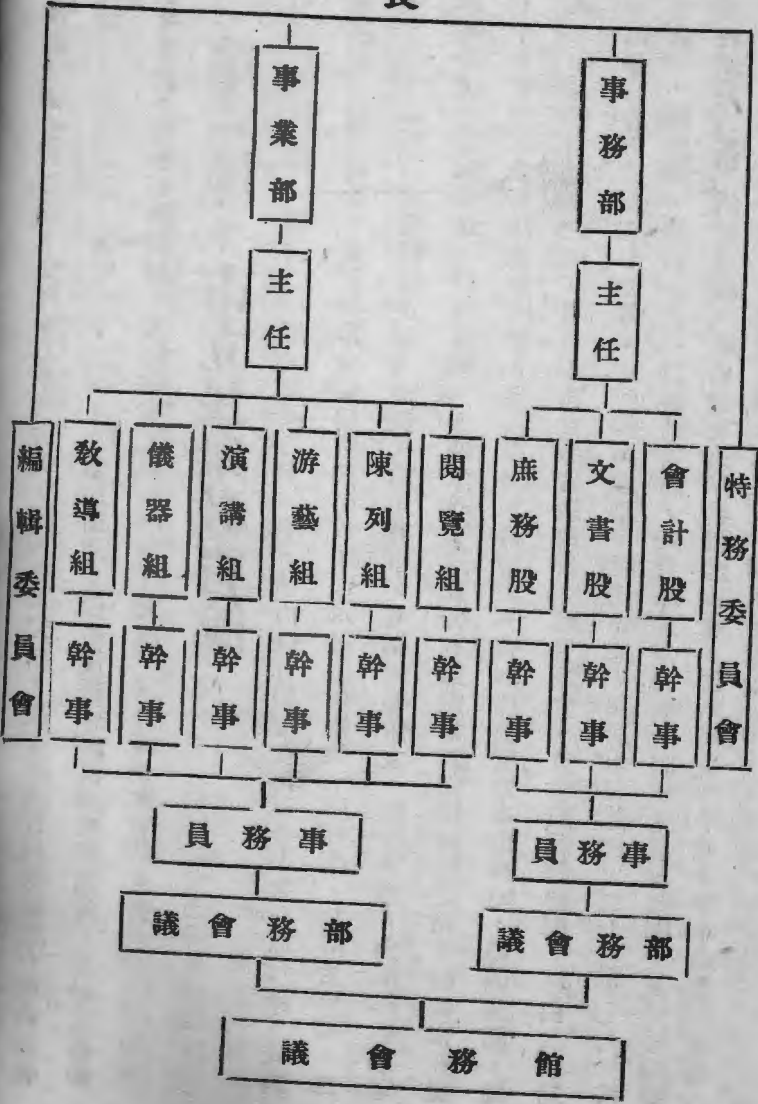 長
事務部
事業部
主任
主任
特務委員會
會計股
文書股
庶務股
閱覽組
陳列組
游藝組
演講組
儀器組
教導組
編輯委員會
幹事
幹事
幹事
幹事
幹事
幹事
幹事
幹事
幹事
事務員
事務員
部務會議
部務會議
館務會議